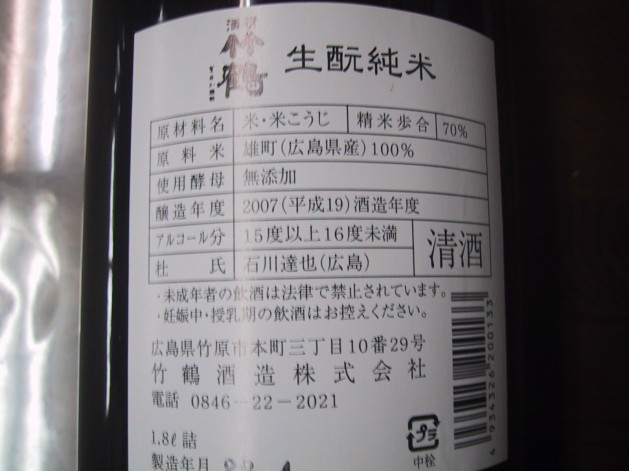 清酒
竹鶴
生酛純米
原材料名 米・米こうじ 精米歩合 70%
原料米 雄町(広島県産)100%
使用酵母 無添加
醸造年度 2007(平成19)酒造年度
アルコール分 15度以上16度未満
杜氏 石川達也(広島)
清酒
・未成年者の飲酒は法律で禁止されています。
・妊娠中・授乳期の飲酒はお控えください。
広島県竹原市本町三丁目10番29号
竹鶴酒造株式会社
電話 0846-22-2021
1.8ℓ詰
製造年月
プラ
中栓
4 934326 200133